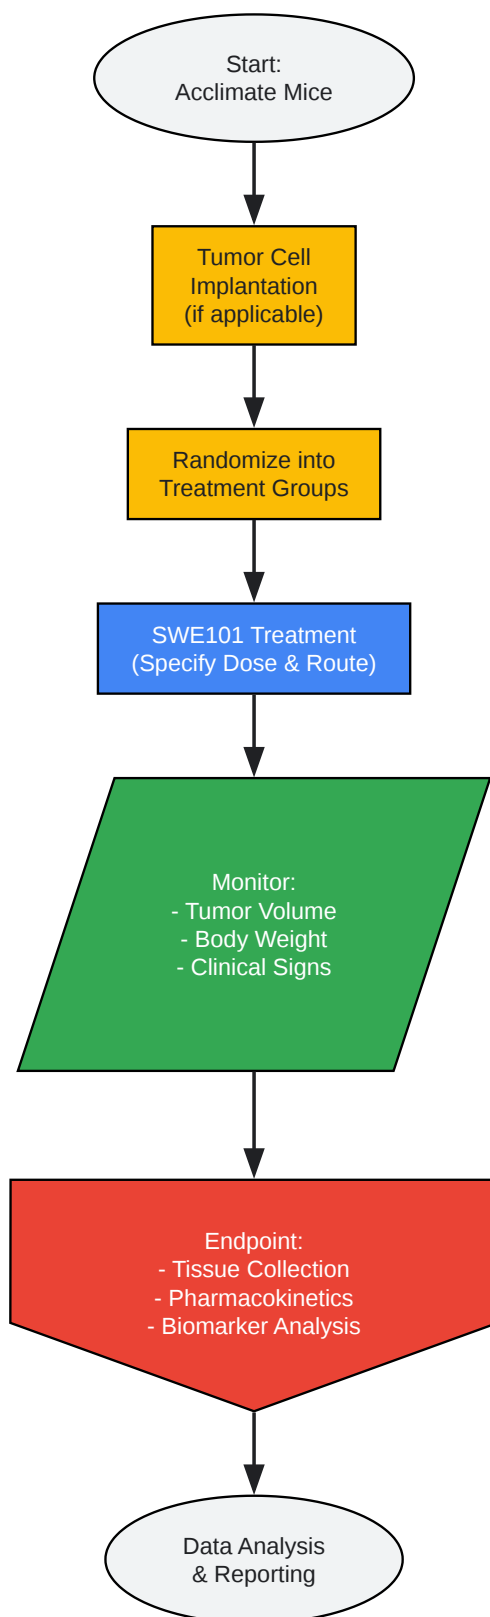 Start:
Acclimate Mice
Tumor Cell
Implantation
(if applicable)
Randomize into
Treatment Groups
SWE101 Treatment
(Specify Dose & Route)
Monitor:
- Tumor Volume
- Body Weight
- Clinical Signs
Endpoint:
- Tissue Collection
- Pharmacokinetics
- Biomarker Analysis
Data Analysis
& Reporting